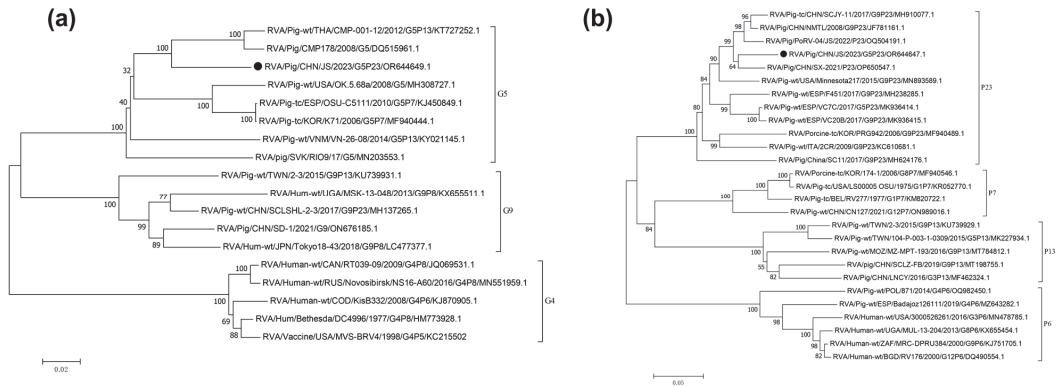 (a)
RVA/Pig-wt/THA/CMP-001-12/2012/G5P13/KT727252.1
100
RVA/Pig/CMP178/2008/G5/DQ515961.1
100
RVA/Pig/CHN/JS/2023/G5P23/OR644649.1
32
RVA/Pig-wt/USA/OK.5.68a/2008/G5/MH308727.1
G5
RVA/Pig-tc/ESP/OSU-C5111/2010/G5P7/KJ450849.1
100
40
100
RVA/Pig-tc/KOR/K71/2006/G5P7/MF940444.1
RVA/Pig-wt/VNM/VN-26-08/2014/G5P13/KY021145.1
100
RVA/pig/SVK/RIO9/17/G5/MN203553.1
RVA/Pig-wt/TWN/2-3/2015/G9P13/KU739931.1
RVA/Hum-wt/UGA/MSK-13-048/2013/G9P8/KX655511.1
77
100
RVA/Pig-wt/CHN/SCLSHL-2-3/2017/G9P23/MH137265.1
G9
99
RVA/Pig/CHN/SD-1/2021/G9/ON676185.1
89
RVA/Hum-wt/JPN/Tokyo18-43/2018/G9P8/LC477377.1
RVA/Human-wt/CAN/RT039-09/2009/G4P8/JQ069531.1
100
RVA/Human-wt/RUS/Novosibirsk/NS16-A60/2016/G4P8/MN551959.1
100
RVA/Human-wt/COD/KisB332/2008/G4P6/KJ870905.1
G4
69
RVA/Hum/Bethesda/DC4996/1977/G4P8/HM773928.1
88
RVA/Vaccine/USA/MVS-BRV4/1998/G4P5/KC215502
0.02
(b)
RVA/Pig-tc/CHN/SCJY-11/2017/G9P23/MH910077.1
96
RVA/Pig/CHN/NMTL/2008/G9P23/JF781161.1
99
RVA/Pig/PoRV-04/JS/2022/P23/OQ504191.1
99
RVA/Pig/CHN/JS/2023/G5P23/OR644647.1
64
RVA/Pig/CHN/SX-2021/P23/OP650547.1
90
RVA/Pig-wt/USA/Minnesota217/2015/G9P23/MN893589.1
P23
84
RVA/Pig-wt/ESP/F451/2017/G9P23/MH238285.1
100
RVA/Pig-wt/ESP/VC7C/2017/G5P23/MK936414.1
80
100
RVA/Pig-wt/ESP/VC20B/2017/G9P23/MK936415.1
RVA/Porcine-tc/KOR/PRG942/2006/G9P23/MF940489.1
100
RVA/Pig-wt/ITA/2CR/2009/G9P23/KC610681.1
99
RVA/Pig/China/SC11/2017/G9P23/MH624176.1
RVA/Porcine-tc/KOR/174-1/2006/G8P7/MF940546.1
100
RVA/Pig-tc/USA/LS00005 OSU/1975/G1P7/KR052770.1
P7
100
RVA/Pig-tc/BEL/RV277/1977/G1P7/KM820722.1
100
RVA/Pig-wt/CHN/CN127/2021/G12P7/ON989016.1
84
RVA/Pig-wt/TWN/2-3/2015/G9P13/KU739929.1
100
RVA/Pig-wt/TWN/104-P-003-1-0309/2015/G5P13/MK227934.1
RVA/Pig-wt/MOZ/MZ-MPT-193/2016/G9P13/MT784812.1
P13
100
55
RVA/pig/CHN/SCLZ-FB/2019/G9P13/MT198755.1
82
RVA/Pig/CHN/LNCY/2016/G3P13/MF462324.1
RVA/Pig-wt/POL/871/2014/G4P6/OQ982450.1
RVA/Pig-wt/ESP/Badajoz126111/2019/G4P6/MZ643282.1
100
RVA/Human-wt/USA/3000526261/2016/G3P6/MN478785.1
98
P6
RVA/Human-wt/UGA/MUL-13-204/2013/G8P6/KX655454.1
100
RVA/Human-wt/ZAF/MRC-DPRU384/2000/G9P6/KJ751705.1
98
82
RVA/Human-wt/BGD/RV176/2000/G12P6/DQ490554.1
0.05